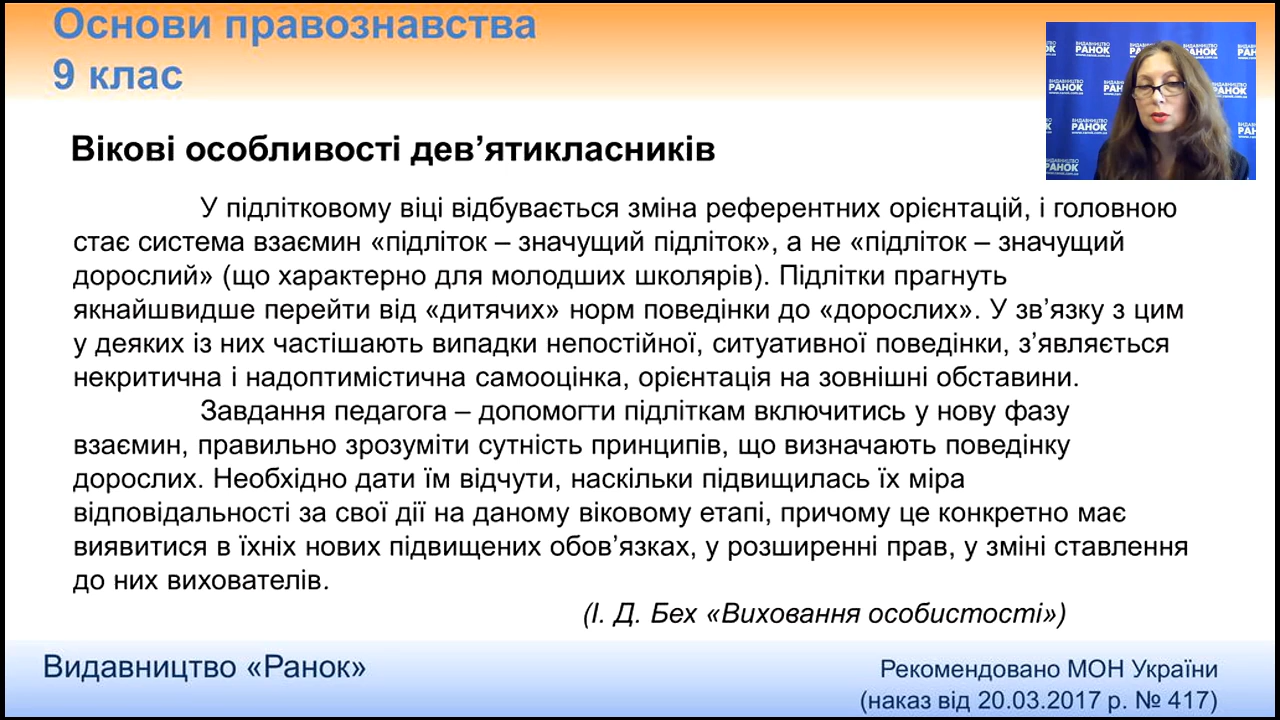 Основи правознавства
9 клас
ВИДАВНИЦТВО
РАНОК
www.ranok.com.ua
Вікові особливості дев’ятикласників
У підлітковому віці відбувається зміна референтних орієнтацій, і головною
стає система взаємин «підліток – значущий підліток», а не «підліток – значущий
дорослий» (що характерно для молодших школярів). Підлітки прагнуть
якнайшвидше перейти від «дитячих» норм поведінки до «дорослих». У зв’язку з цим
у деяких із них частішають випадки непостійної, ситуативної поведінки, з’являється
некритична і надоптимістична самооцінка, орієнтація на зовнішні обставини.
Завдання педагога – допомогти підліткам включитись у нову фазу
взаємин, правильно зрозуміти сутність принципів, що визначають поведінку
дорослих. Необхідно дати їм відчути, наскільки підвищилась їх міра
відповідальності за свої дії на даному віковому етапі, причому це конкретно має
виявитися в їхніх нових підвищених обов’язках, у розширенні прав, у зміні ставлення
до них вихователів.
(І. Д. Бех «Виховання особистості»)
Видавництво «Ранок»
Рекомендовано МОН України
(наказ від 20.03.2017 р. № 417)